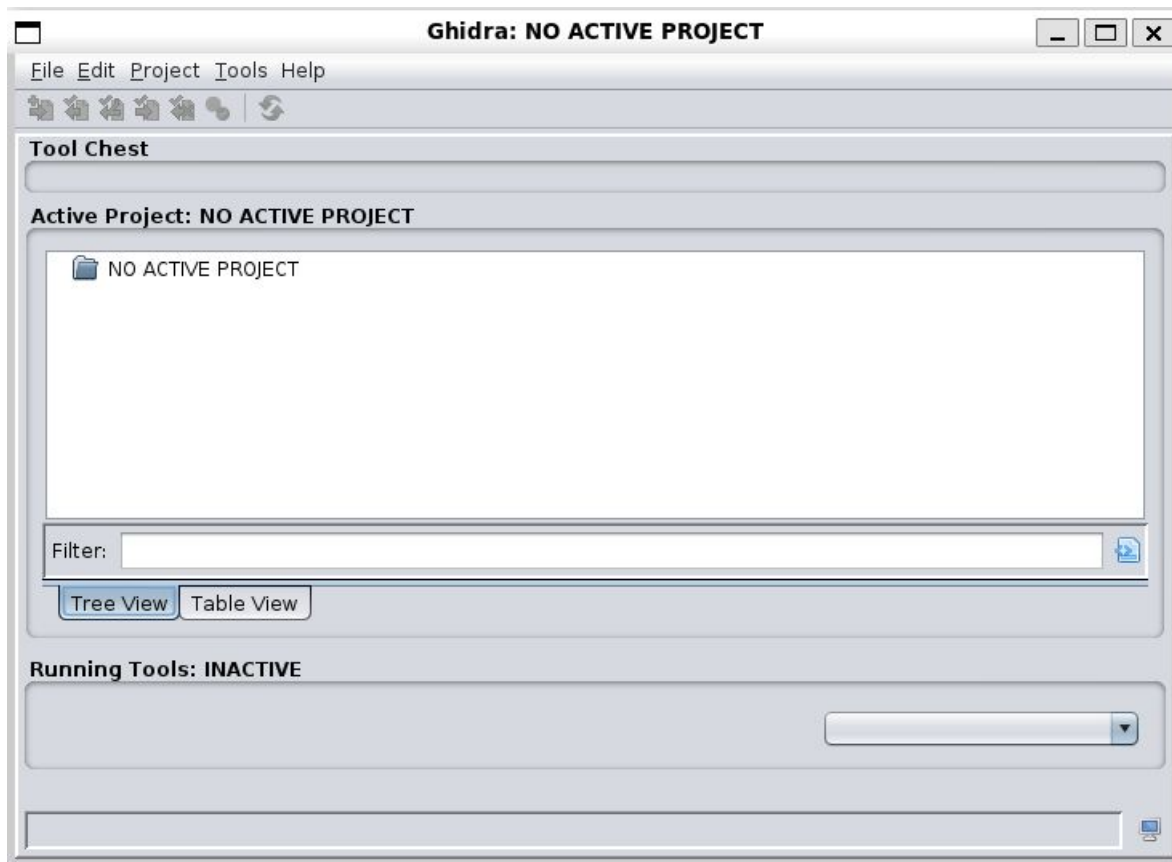 Ghidra: NO ACTIVE PROJECT
File Edit Project Tools Help
Tool Chest
Active Project: NO ACTIVE PROJECT
NO ACTIVE PROJECT
Filter:
Tree View Table View
Running Tools: INACTIVE